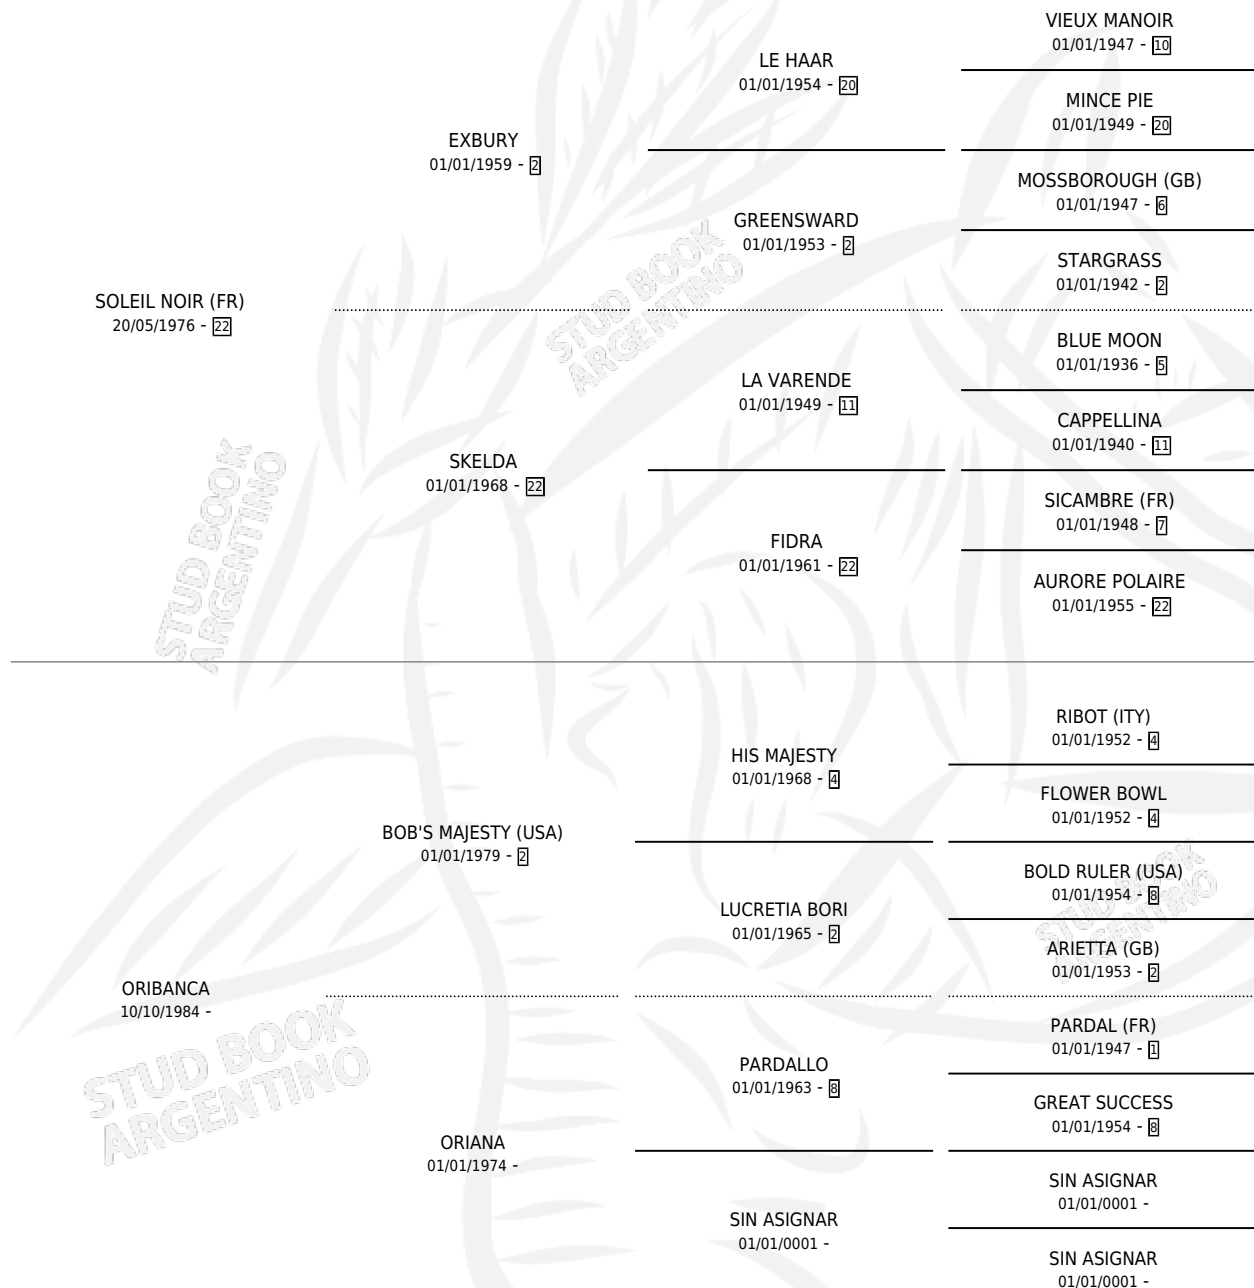 VIEUX MANOIR
01/01/1947 - 10
LE HAAR
01/01/1954 - 20
MINCE PIE
01/01/1949 - 20
EXBURY
01/01/1959 - 2
MOSSBOROUGH (GB)
01/01/1947 - 6
GREENSWARD
01/01/1953 - 2
STARGRASS
01/01/1942 - 2
SOLEIL NOIR (FR)
20/05/1976 - 22
BLUE MOON
01/01/1936 - 5
LA VARENDE
01/01/1949 - 11
CAPPELLINA
01/01/1940 - 11
SKELDA
01/01/1968 - 22
SICAMBRE (FR)
01/01/1948 - 7
FIDRA
01/01/1961 - 22
AURORE POLAIRE
01/01/1955 - 22
RIBOT (ITY)
01/01/1952 - 4
HIS MAJESTY
01/01/1968 - 4
FLOWER BOWL
01/01/1952 - 4
BOB'S MAJESTY (USA)
01/01/1979 - 2
BOLD RULER (USA)
01/01/1954 - 8
LUCRETIA BORI
01/01/1965 - 2
ARIETTA (GB)
01/01/1953 - 2
ORIBANCA
10/10/1984 -
PARDAL (FR)
01/01/1947 - 1
PARDALLO
01/01/1963 - 8
GREAT SUCCESS
01/01/1954 - 8
ORIANA
01/01/1974 -
SIN ASIGNAR
01/01/0001 -
SIN ASIGNAR
01/01/0001 -
SIN ASIGNAR
01/01/0001 -
STUD BOOK
ARGENTINO
STUD BOOK
ARGENTINO
STUD BOOK
ARGENTINO
STUD BOOK
ARGENTINO